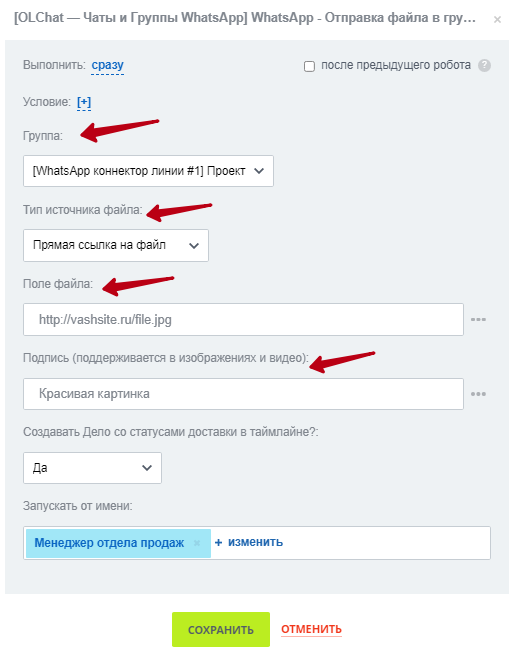 [OLChat — Чаты и Группы WhatsApp] WhatsApp - Отправка файла в гру…
Выполнить: сразу
после предыдущего робота ?
Условие: [+]
Группа:
[WhatsApp коннектор линии #1] Проект
Тип источника файла:
Прямая ссылка на файл
Поле файла:
http://vashsite.ru/file.jpg
Подпись (поддерживается в изображениях и видео):
Красивая картинка
Создавать Дело со статусами доставки в таймлайне?:
Да
Запускать от имени:
Менеджер отдела продаж × + изменить
СОХРАНИТЬ ОТМЕНИТЬ